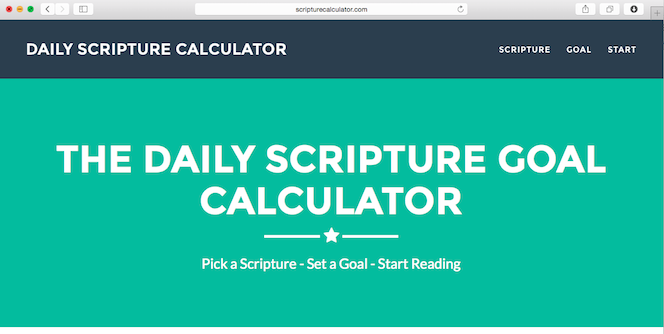 scripturecalculator.com
DAILY SCRIPTURE CALCULATOR
SCRIPTURE GOAL START
THE DAILY SCRIPTURE GOAL
CALCULATOR
Pick a Scripture - Set a Goal - Start Reading